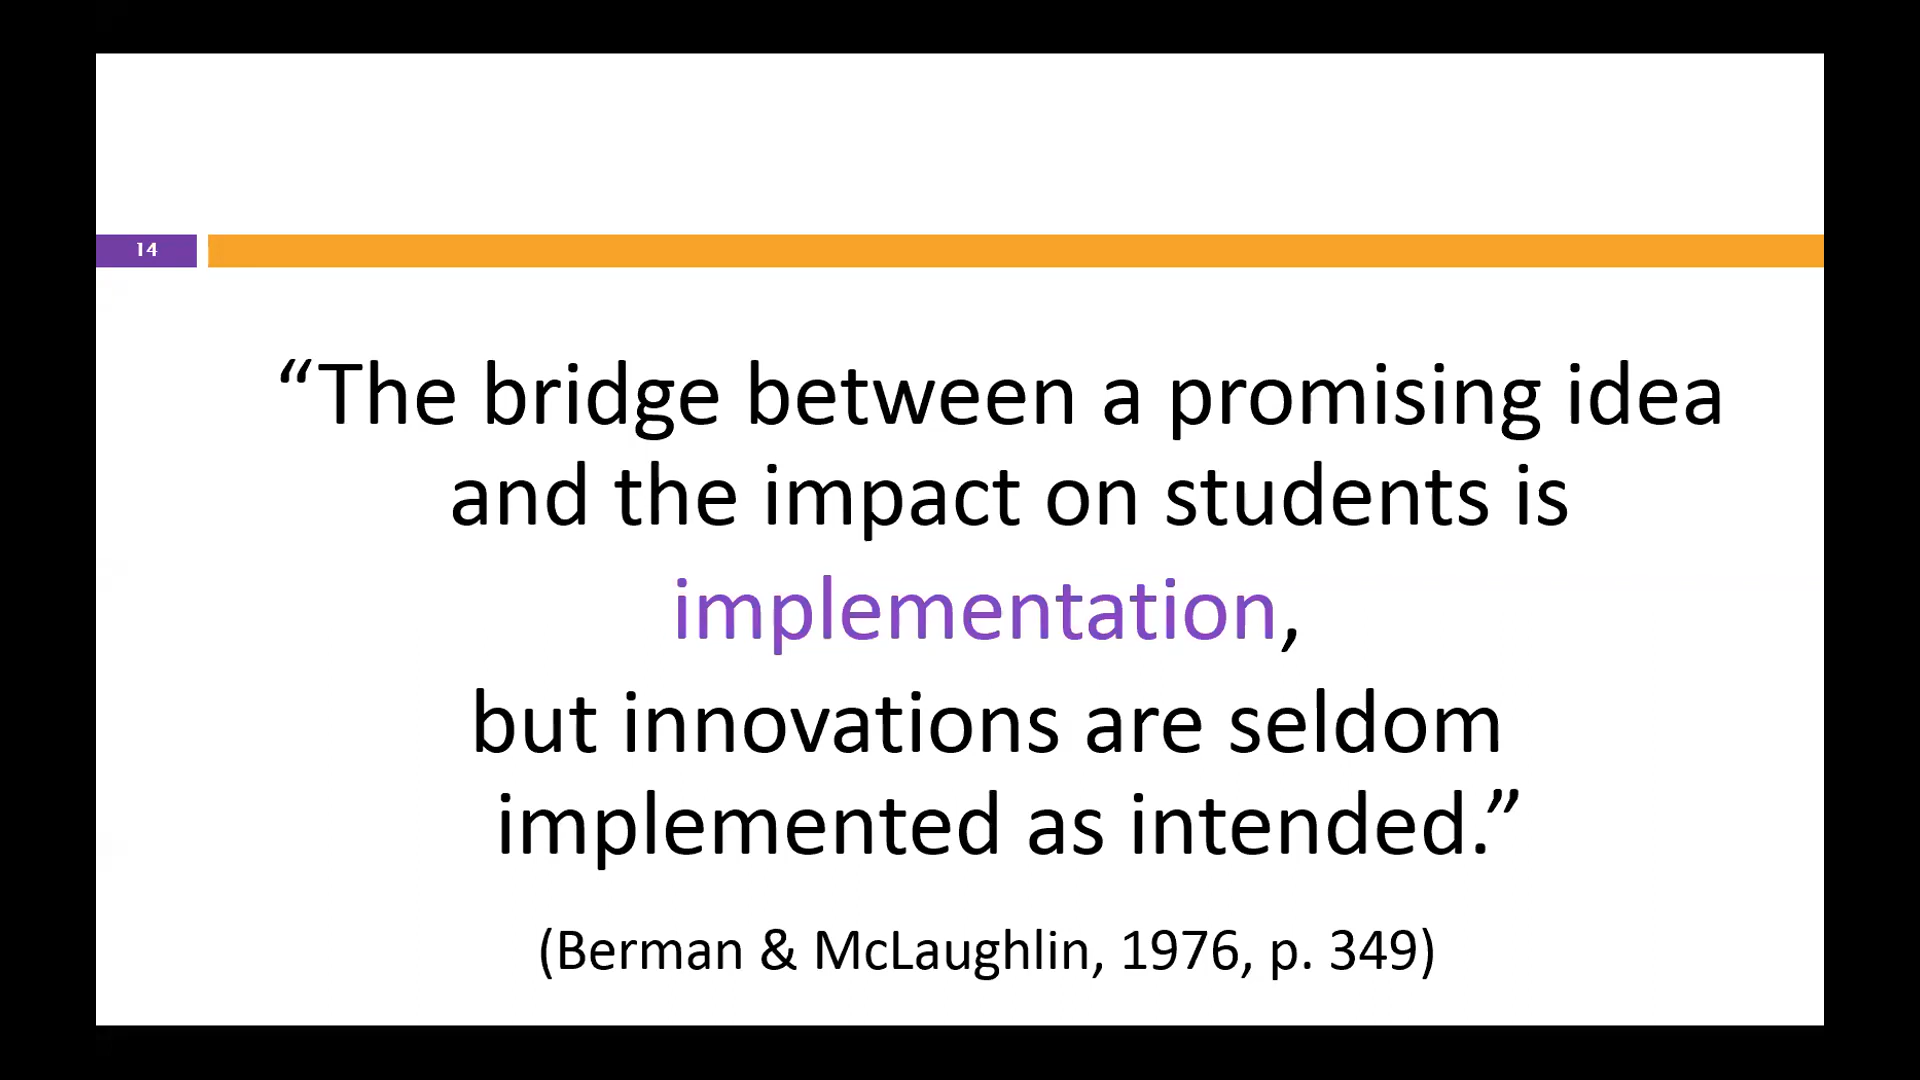 14
“The bridge between a promising idea
and the impact on students is
implementation,
but innovations are seldom
implemented as intended.”
(Berman & McLaughlin, 1976, p. 349)